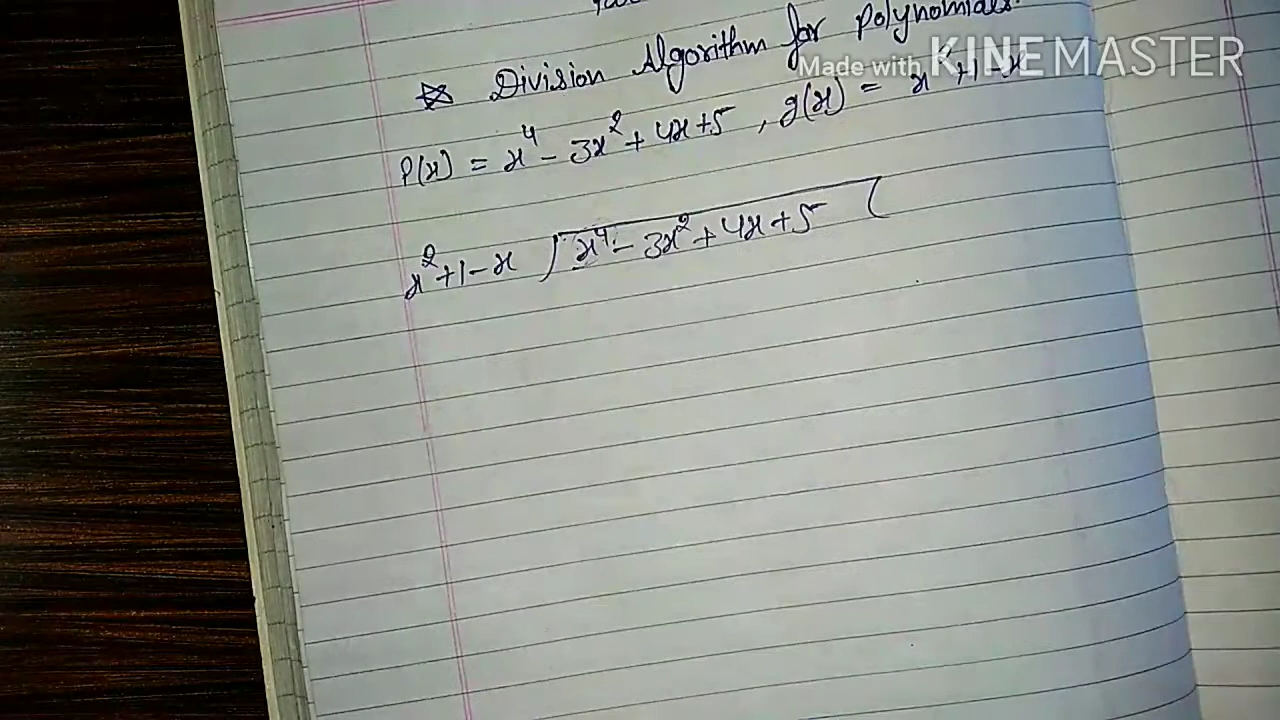 ☆ Division Algorithm for Polynomials.
Made with KINEMASTER
P(x) = x⁴ - 3x² + 4x + 5 , g(x) = x² + 1 - x
x² + 1 - x ) x⁴ - 3x² + 4x + 5 (